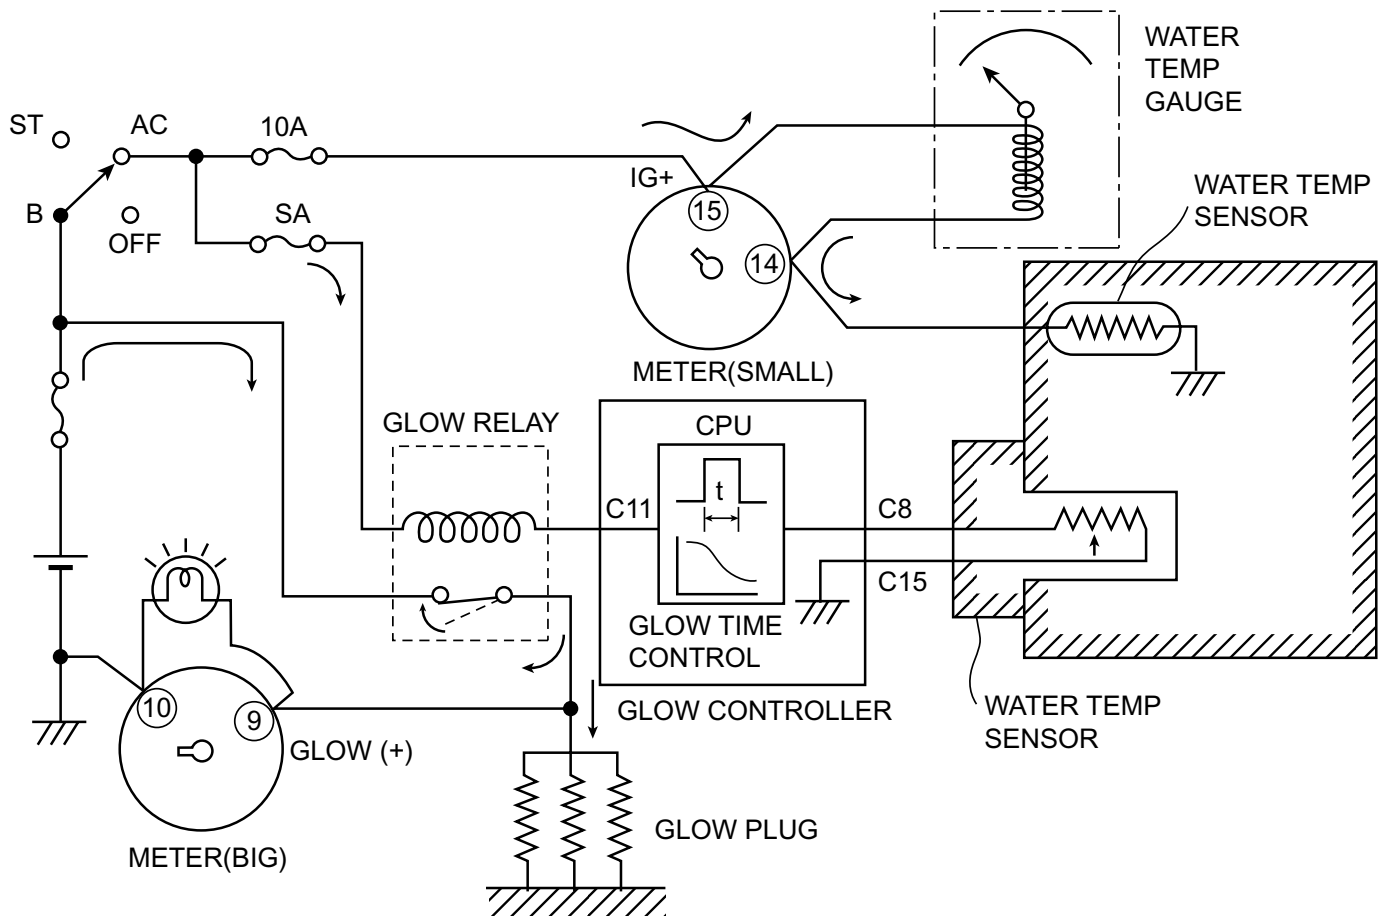 WATER
TEMP
GAUGE
ST
AC
10A
IG+
15
WATER TEMP
SENSOR
B
OFF
SA
14
METER(SMALL)
GLOW RELAY
CPU
t
C11
C8
C15
GLOW TIME
CONTROL
GLOW CONTROLLER
WATER TEMP
SENSOR
10
9
GLOW (+)
METER(BIG)
GLOW PLUG